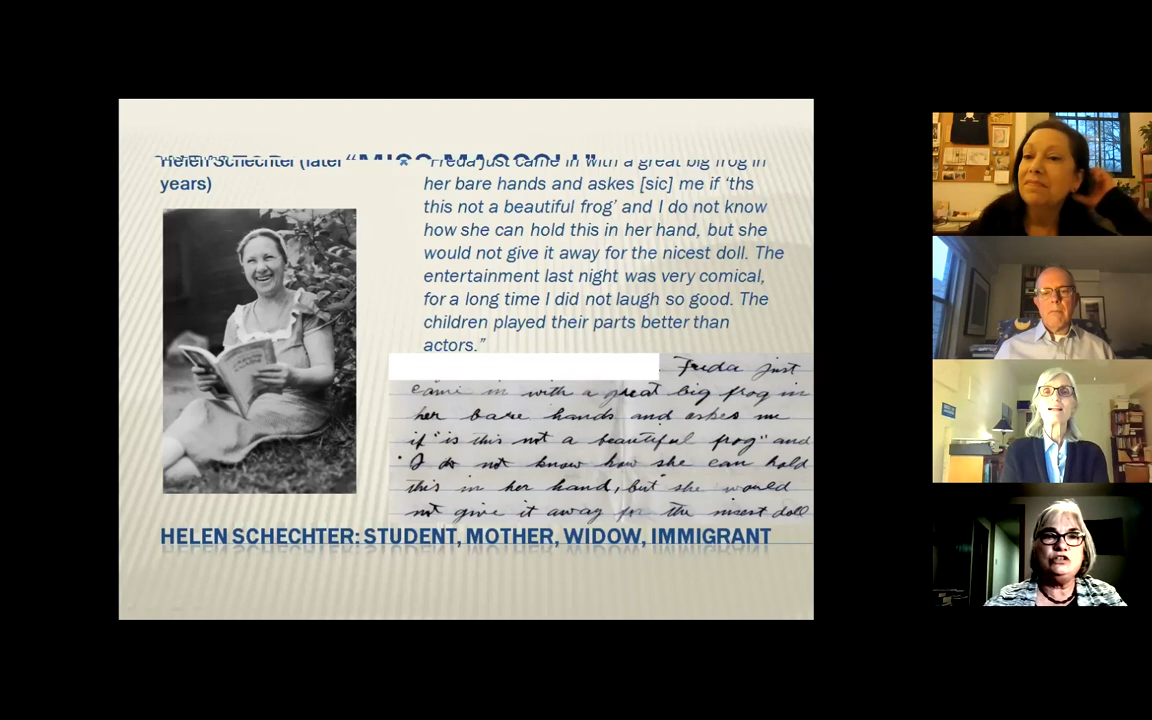 Helen Schechter (later
years)
“Freda just came in with a great big frog in
her bare hands and askes [sic] me if ‘ths
this not a beautiful frog’ and I do not know
how she can hold this in her hand, but she
would not give it away for the nicest doll. The
entertainment last night was very comical,
for a long time I did not laugh so good. The
children played their parts better than
actors.”
Freda just
came in with a great big frog in
her bare hands and askes me
if "is this not a beautiful frog" and
I do not know how she can hold
this in her hand, but she would
not give it away for the nisest doll
HELEN SCHECHTER: STUDENT, MOTHER, WIDOW, IMMIGRANT